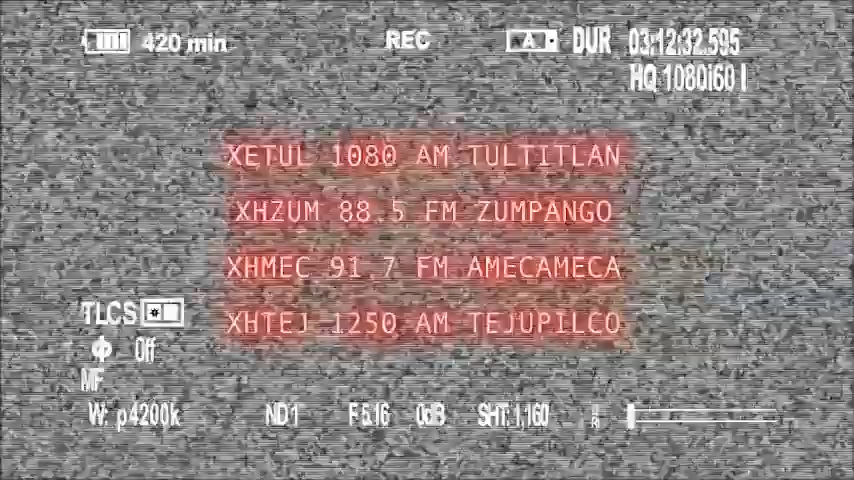 420 min REC A DUR 03:12:32.595
HQ 1080i60
XETUL 1080 AM TULTITLAN
XHZUM 88.5 FM ZUMPANGO
XHMEC 91.7 FM AMECAMECA
XHTEJ 1250 AM TEJUPILCO
TLCS
Off
MF
W: p4200k ND1 F5.16 0dB SHT: 1,160